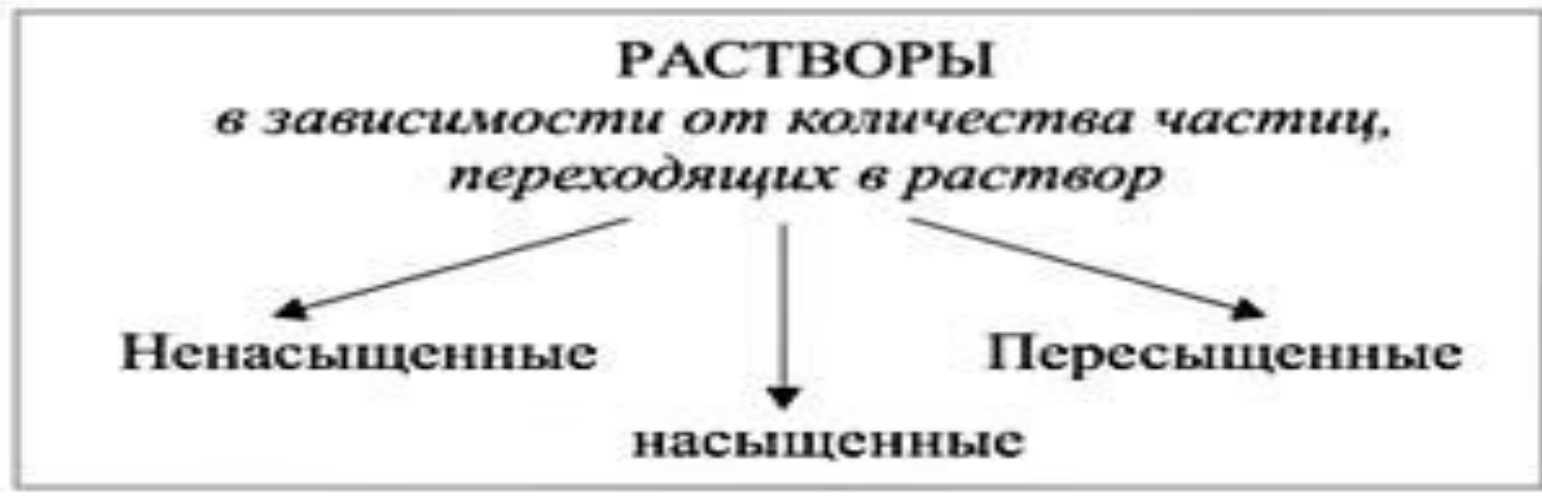 РАСТВОРЫ
в зависимости от количества частиц,
переходящих в раствор
Ненасыщенные
Пересыщенные
насыщенные